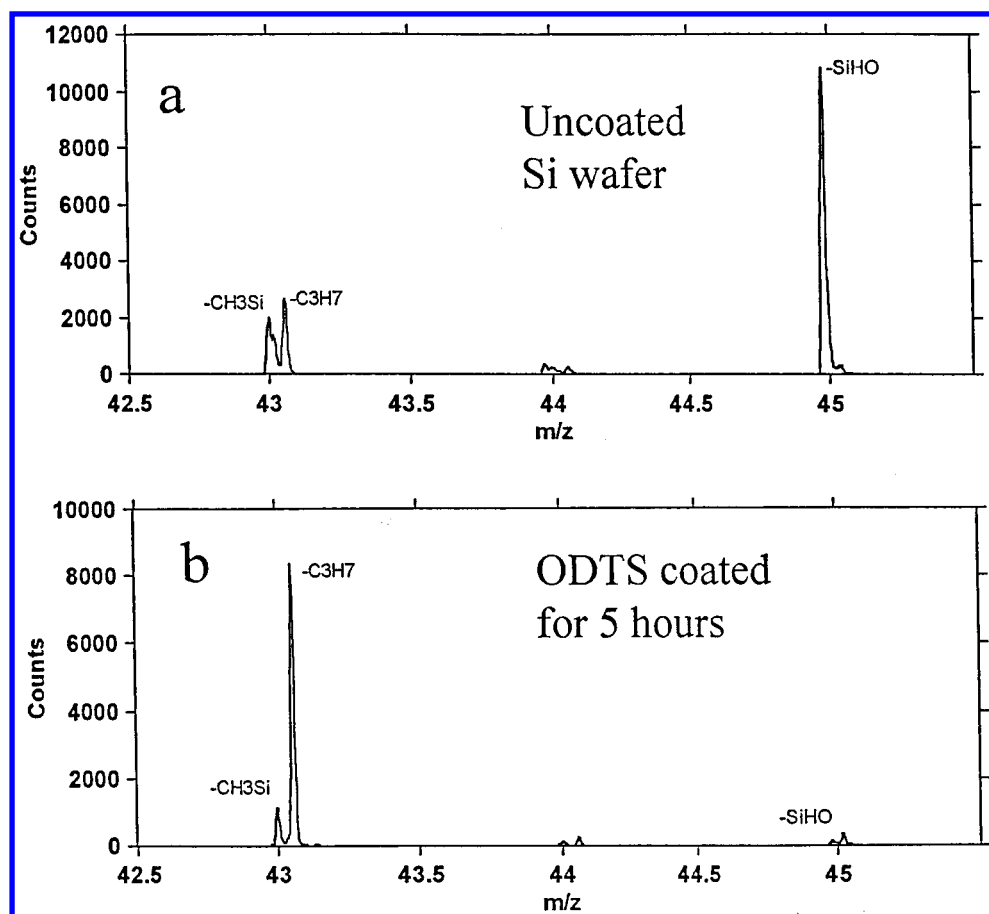 12000
10000
8000
6000
4000
2000
0
Counts
a
Uncoated
Si wafer
-SiHO
-CH3Si
-C3H7
42.5
43
43.5
44
44.5
45
m/z
10000
8000
6000
4000
2000
0
Counts
b
ODTS coated
for 5 hours
-C3H7
-CH3Si
-SiHO
42.5
43
43.5
44
44.5
45
m/z